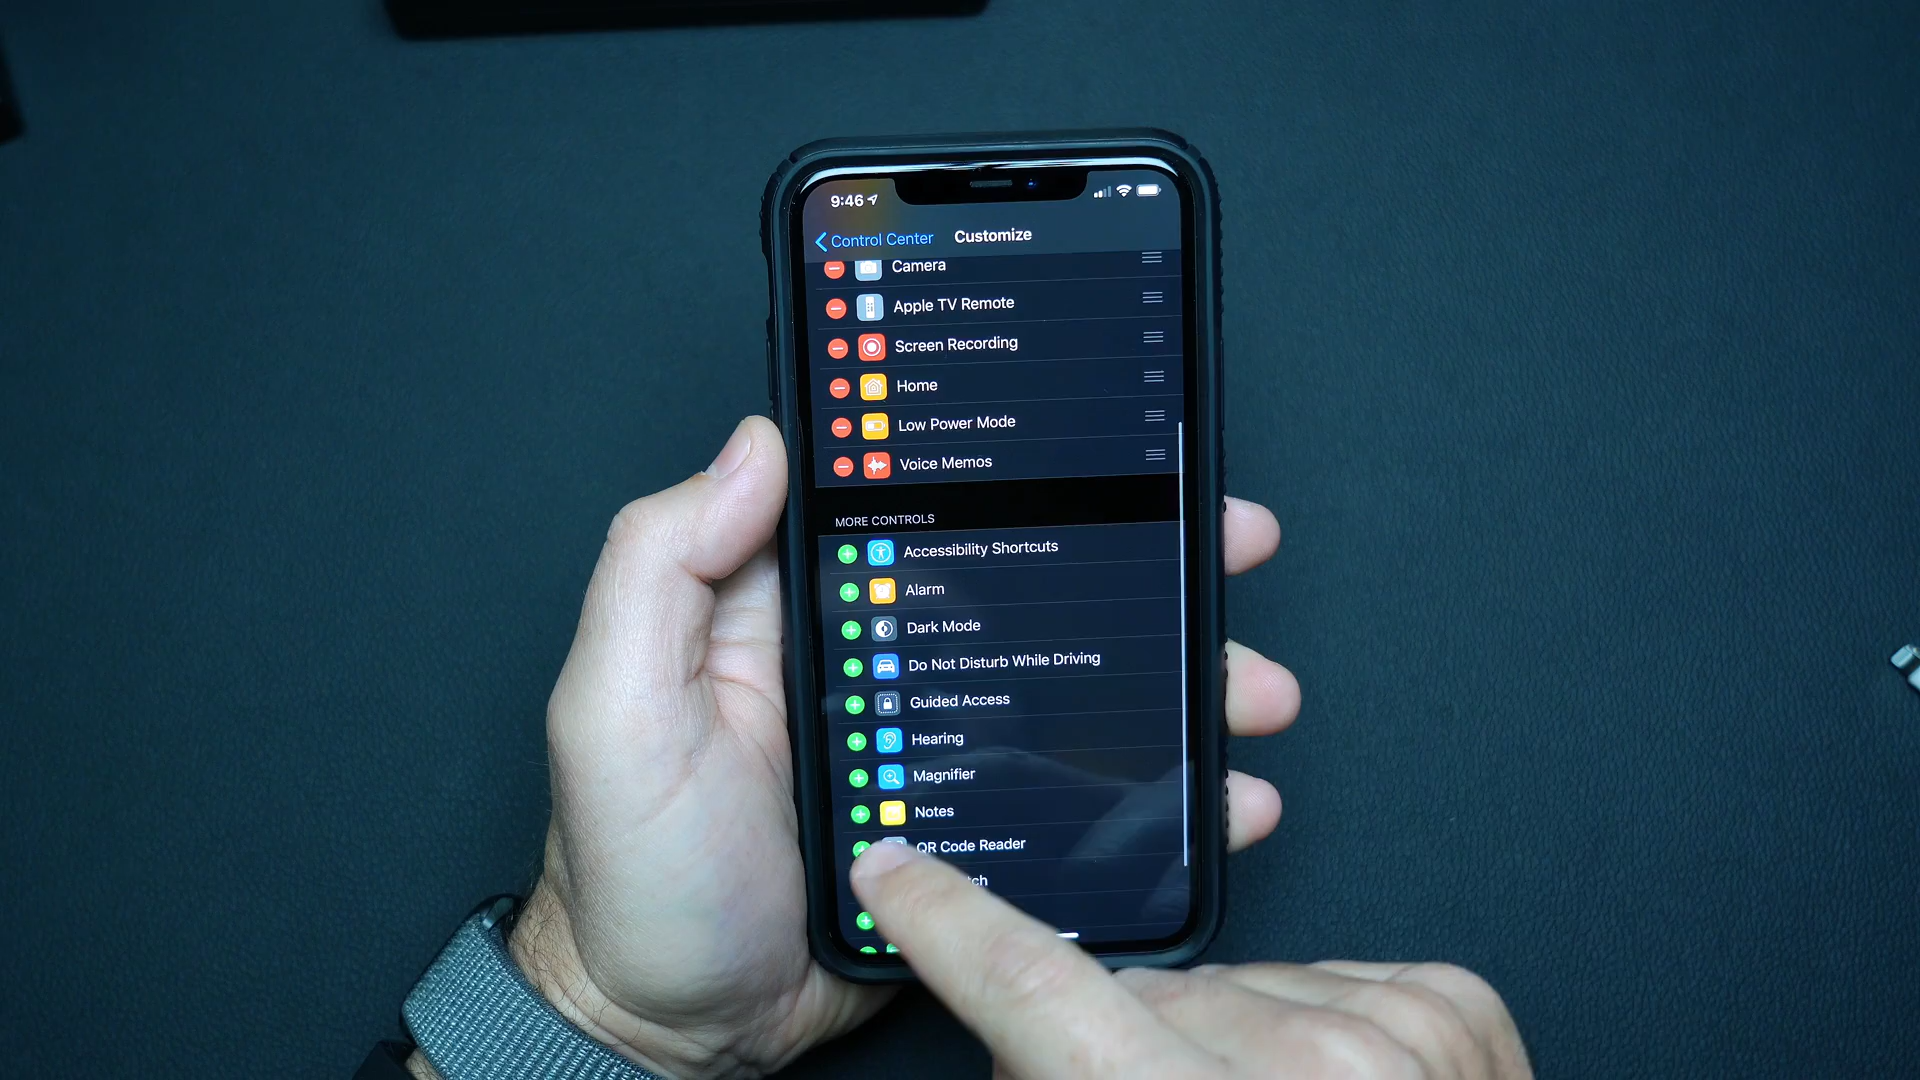 9:46
Control Center Customize
Camera
Apple TV Remote
Screen Recording
Home
Low Power Mode
Voice Memos
MORE CONTROLS
Accessibility Shortcuts
Alarm
Dark Mode
Do Not Disturb While Driving
Guided Access
Hearing
Magnifier
Notes
QR Code Reader